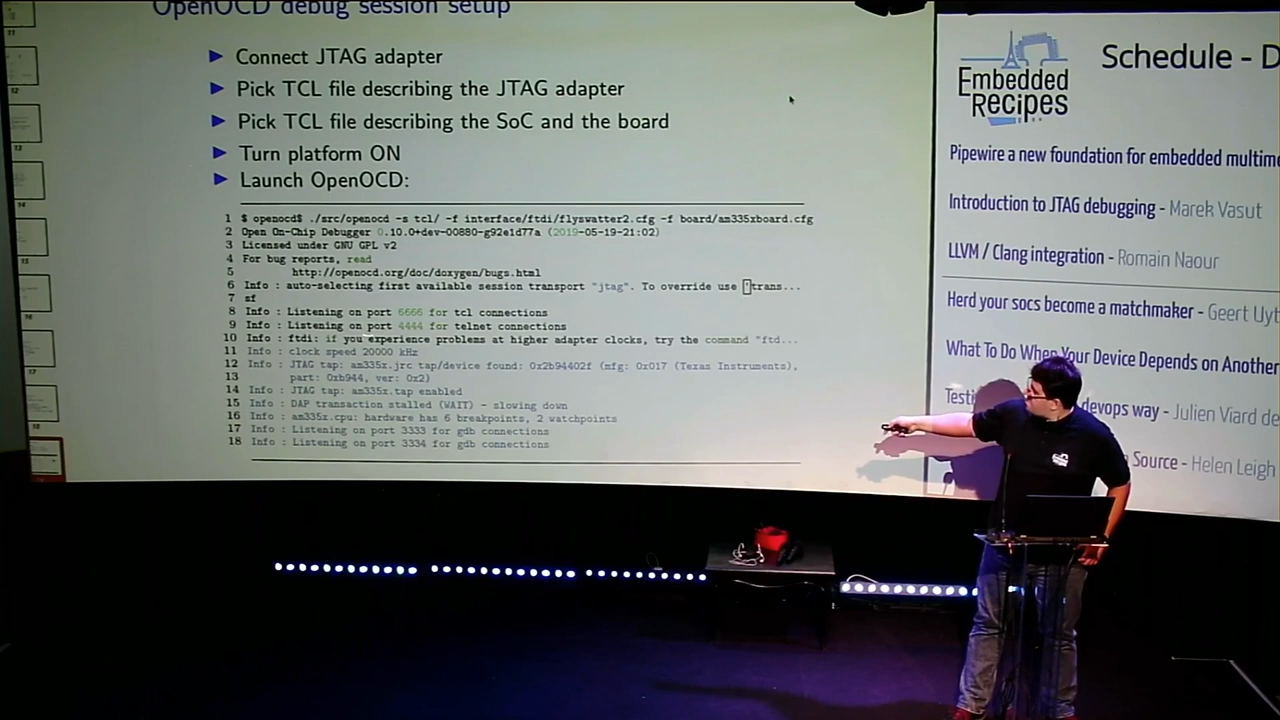 OpenOCD debug session setup
Connect JTAG adapter
Pick TCL file describing the JTAG adapter
Pick TCL file describing the SoC and the board
Turn platform ON
Launch OpenOCD:
1 $ openocd$ ./src/openocd -s tcl/ -f interface/ftdi/flyswatter2.cfg -f board/am335xboard.cfg
2 Open On-Chip Debugger 0.10.0+dev-00880-g92e1d77a (2019-05-19-21:02)
3 Licensed under GNU GPL v2
4 For bug reports, read
5 http://openocd.org/doc/doxygen/bugs.html
6 Info : auto-selecting first available session transport "jtag". To override use 'trans...
7 sf
8 Info : Listening on port 6666 for tcl connections
9 Info : Listening on port 4444 for telnet connections
10 Info : ftdi: if you experience problems at higher adapter clocks, try the command "ftd...
11 Info : clock speed 20000 kHz
12 Info : JTAG tap: am335x.jrc tap/device found: 0x2b94402f (mfg: 0x017 (Texas Instruments),
13 part: 0xb944, ver: 0x2)
14 Info : JTAG tap: am335x.tap enabled
15 Info : DAP transaction stalled (WAIT) - slowing down
16 Info : am335x.cpu: hardware has 6 breakpoints, 2 watchpoints
17 Info : Listening on port 3333 for gdb connections
18 Info : Listening on port 3334 for gdb connections
Embedded
Recipes
Schedule - D
Pipewire a new foundation for embedded multime
Introduction to JTAG debugging - Marek Vasut
LLVM / Clang integration - Romain Naour
Herd your socs become a matchmaker - Geert Uyt
What To Do When Your Device Depends on Another
Testi devops way - Julien Viard de
Source - Helen Leigh